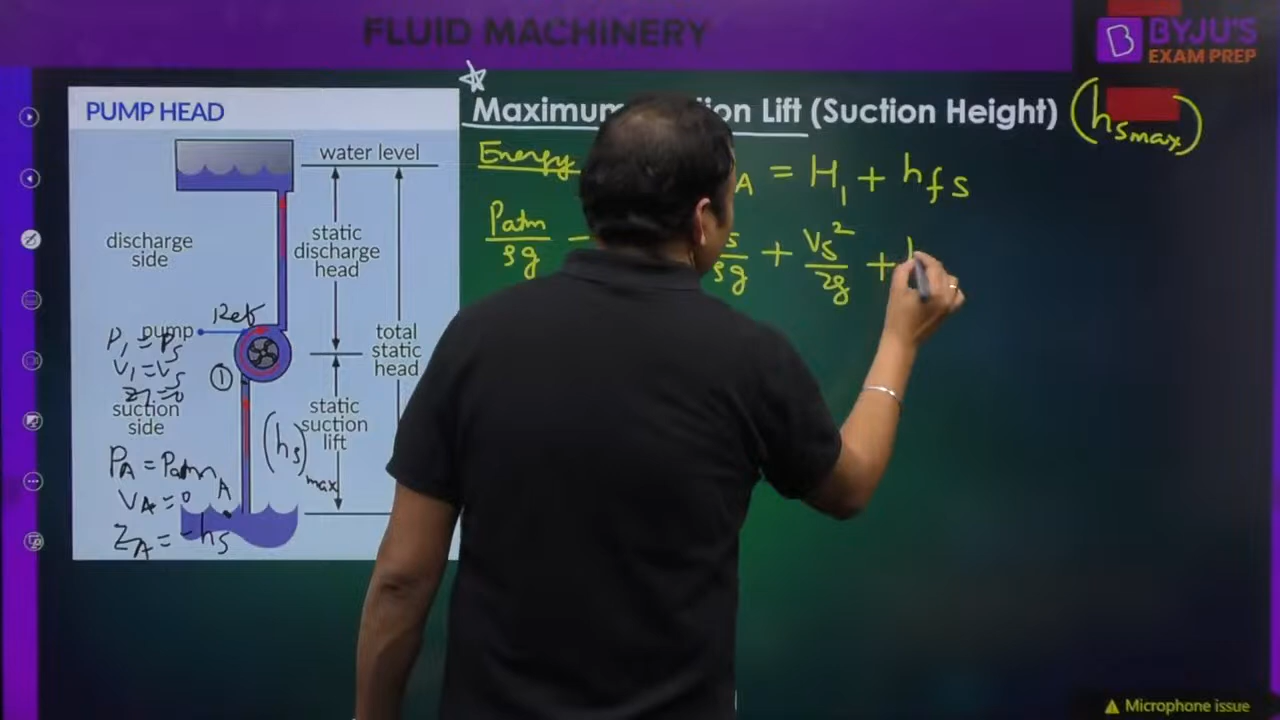 FLUID MACHINERY
BYJU'S
EXAM PREP
PUMP HEAD
water level
discharge
side
static
discharge
head
Ref
pump
P₁ = Ps
V₁ = Vs
Z₁ = 0
①
total
static
head
suction
side
static
suction
lift
(hs)max
PA = Patm
A
VA = 0
ZA = -hs
Maximum Lift (Suction Height) (hsmax)
Energy A = H₁ + hfs
Patm/ρg - s/ρg + Vs²/2g + h
Microphone issue